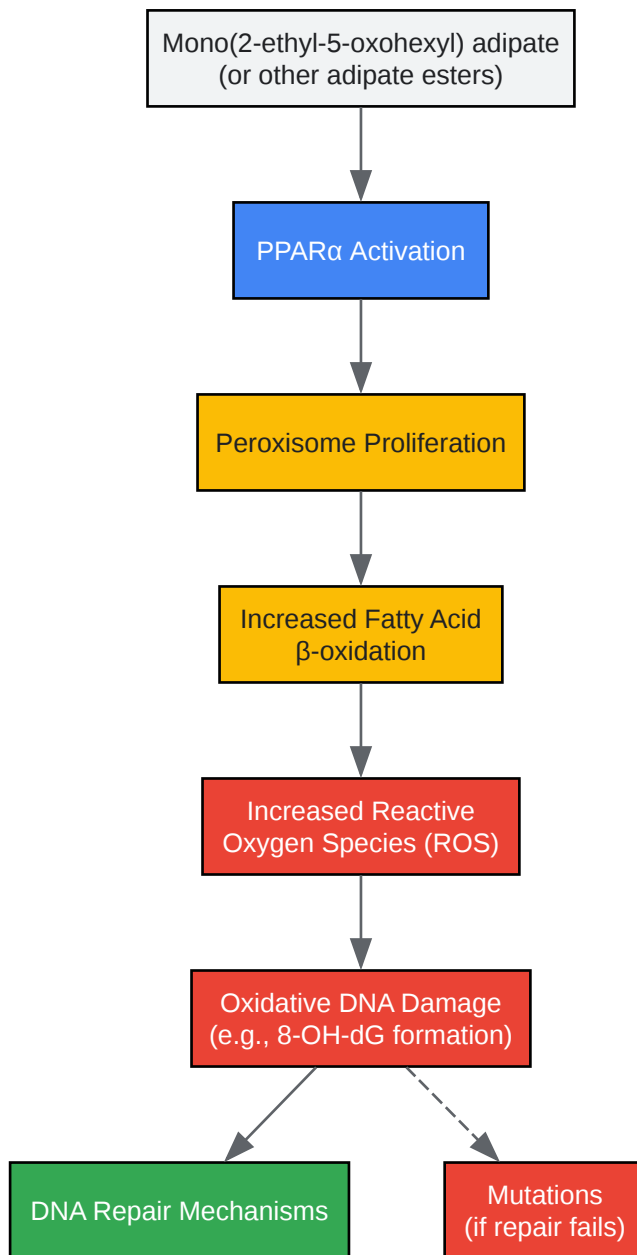 Mono(2-ethyl-5-oxohexyl) adipate
(or other adipate esters)
PPARα Activation
Peroxisome Proliferation
Increased Fatty Acid
β-oxidation
Increased Reactive
Oxygen Species (ROS)
Oxidative DNA Damage
(e.g., 8-OH-dG formation)
DNA Repair Mechanisms
Mutations
(if repair fails)